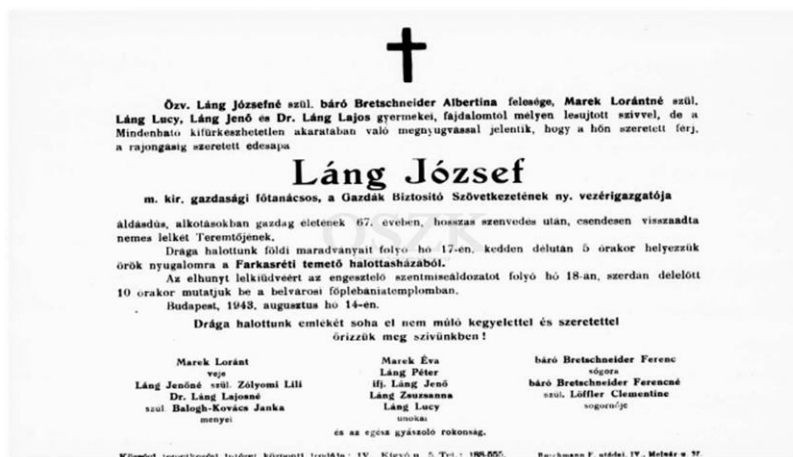 Özv. Láng Józsefné szül. báró Bretschneider Albertina felesége, Marek Lorántné szül.
Láng Lucy, Láng Jenő és Dr. Láng Lajos gyermekei, fajdalomtol mélyen lesujtott szivvel, de a
Mindenható kifürkeszhetetlen akaratában való megnyugvással jelentik, hogy a hőn szeretett férj,
a rajongásig szeretett édesapa
Láng József
m. kir. gazdasági főtanácsos, a Gazdák Biztositó Szövetkezetének ny. vezérigazgatója
áldásdús, alkotásokban gazdag életének 67. évében, hosszas szenvedés után, csendesen visszaadta
nemes lelkét Teremtőjének.
OSZK
Drága halottunk földi maradványait folyó hó 17-én, kedden délután 5 órakor helyezzük
örök nyugalomra a Farkasréti temető halottasházából.
Az elhunyt lelkiüdvéért az engesztelő szentmiseáldozatot folyó hó 18-án, szerdán délelőtt
10 órakor mutatjuk be a belvárosi főplébániatemplomban.
Budapest, 1943, augusztus hó 14-én.
Drága halottunk emlékét soha el nem múló kegyelettel és szeretettel
őrizzük meg szivünkben!
Marek Loránt
veje
Láng Jenőné szül. Zólyomi Lili
Dr. Láng Lajosné
szül. Balogh-Kovács Janka
menyei
Marek Éva
Láng Péter
ifj. Láng Jenő
Láng Zsuzsanna
Láng Lucy
unokái
báró Bretschneider Ferenc
sógora
báró Bretschneider Ferencné
szül. Löffler Clementine
sógornője
és az egész gyászoló rokonság.